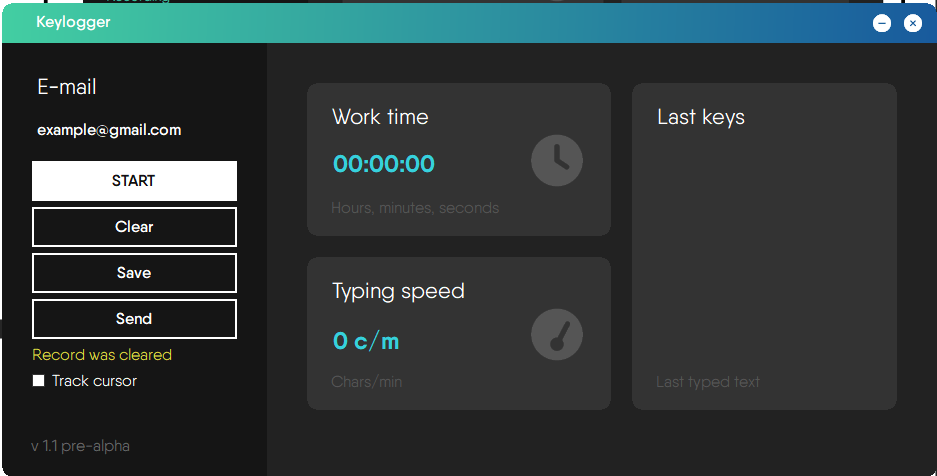 Keylogger
E-mail
example@gmail.com
START
Clear
Save
Send
Record was cleared
Track cursor
v 1.1 pre-alpha
Work time
00:00:00
Hours, minutes, seconds
Typing speed
0 c/m
Chars/min
Last keys
Last typed text